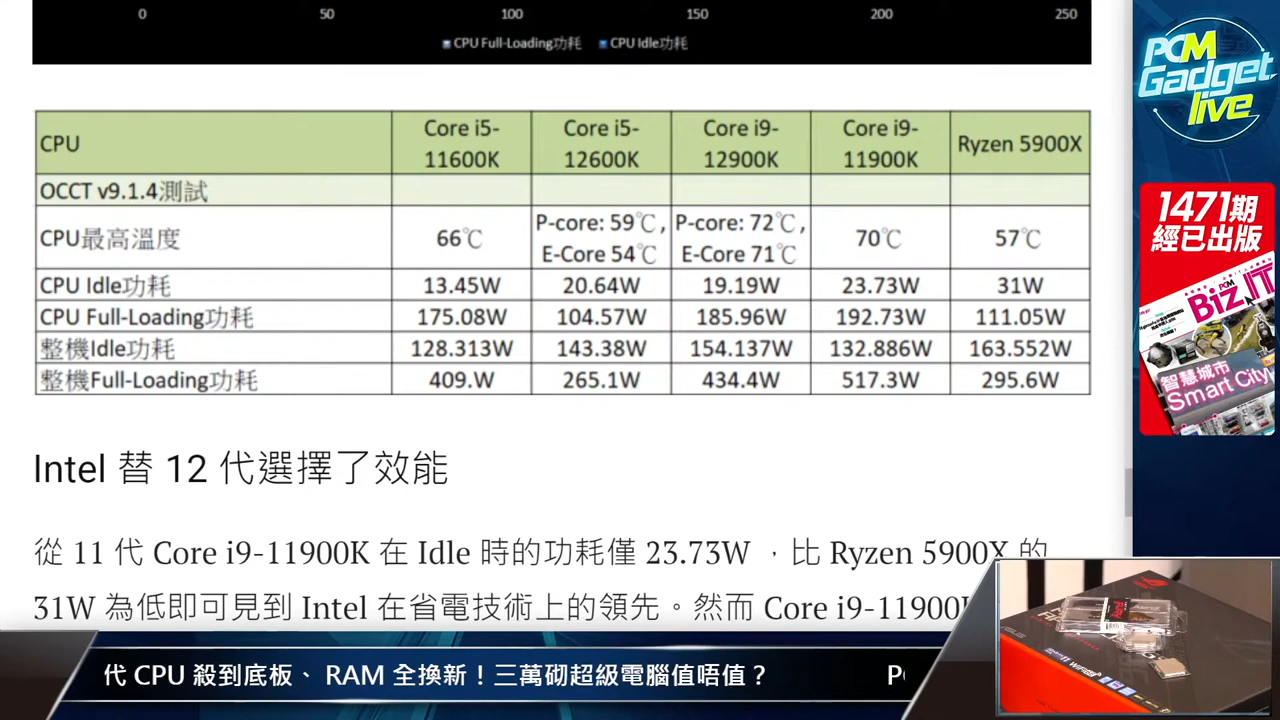 0 50 100 150 200 250
CPU Full-Loading功耗 CPU Idle功耗
CPU Core i5-11600K Core i5-12600K Core i9-12900K Core i9-11900K Ryzen 5900X
OCCT v9.1.4測試
CPU最高溫度 66℃ P-core: 59℃, E-Core 54℃ P-core: 72℃, E-Core 71℃ 70℃ 57℃
CPU Idle功耗 13.45W 20.64W 19.19W 23.73W 31W
CPU Full-Loading功耗 175.08W 104.57W 185.96W 192.73W 111.05W
整機Idle功耗 128.313W 143.38W 154.137W 132.886W 163.552W
整機Full-Loading功耗 409.W 265.1W 434.4W 517.3W 295.6W
Intel 替 12 代選擇了效能
從 11 代 Core i9-11900K 在 Idle 時的功耗僅 23.73W ，比 Ryzen 5900X 的
31W 為低即可見到 Intel 在省電技術上的領先。然而 Core i9-11900
代 CPU 殺到底板、 RAM 全換新！三萬砌超級電腦值唔值？
PCM
Gadget
live
1471期
經已出版
PCM
Biz IT
智慧城市
Smart City